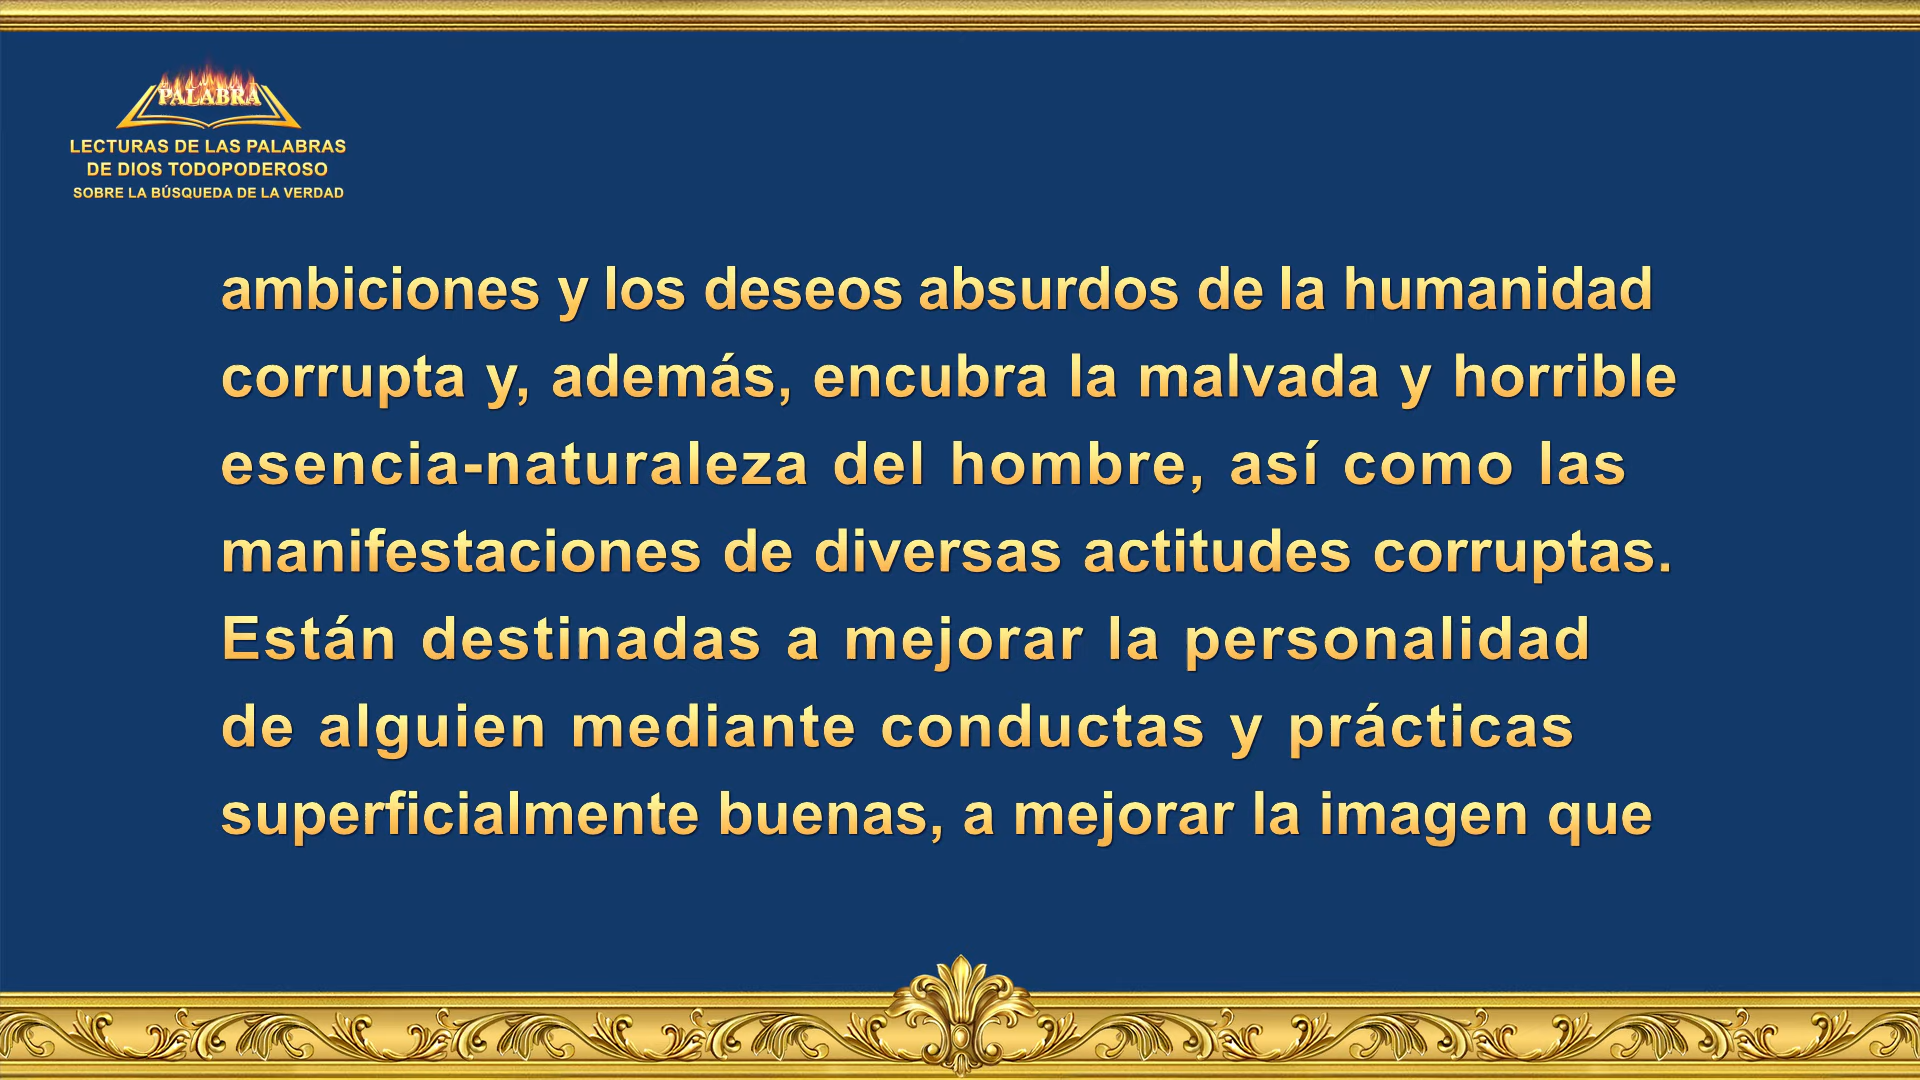 PALABRA
LECTURAS DE LAS PALABRAS
DE DIOS TODOPODEROSO
SOBRE LA BÚSQUEDA DE LA VERDAD
ambiciones y los deseos absurdos de la humanidad
corrupta y, además, encubra la malvada y horrible
esencia-naturaleza del hombre, así como las
manifestaciones de diversas actitudes corruptas.
Están destinadas a mejorar la personalidad
de alguien mediante conductas y prácticas
superficialmente buenas, a mejorar la imagen que